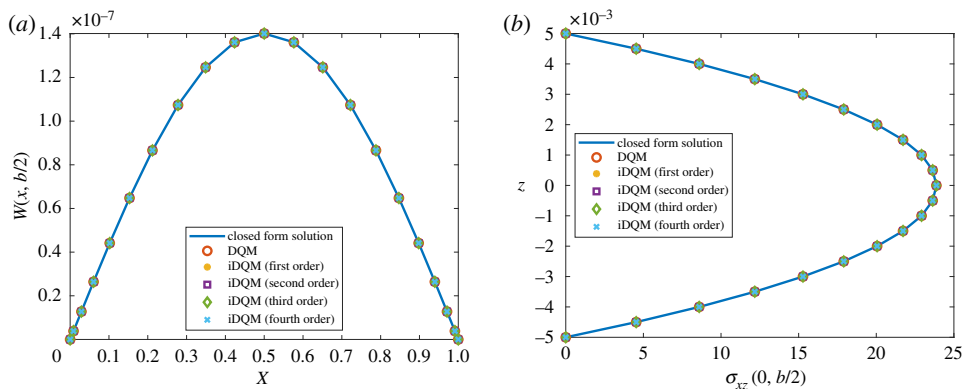 (a)
×10⁻⁷
1.4
1.2
1.0
0.8
0.6
0.4
0.2
W(x, b/2)
closed form solution
DQM
iDQM (first order)
iDQM (second order)
iDQM (third order)
iDQM (fourth order)
0 0.1 0.2 0.3 0.4 0.5 0.6 0.7 0.8 0.9 1.0
X
(b)
×10⁻³
5
4
3
2
1
0
−1
−2
−3
−4
−5
z
closed form solution
DQM
iDQM (first order)
iDQM (second order)
iDQM (third order)
iDQM (fourth order)
0 5 10 15 20 25
σxz (0, b/2)